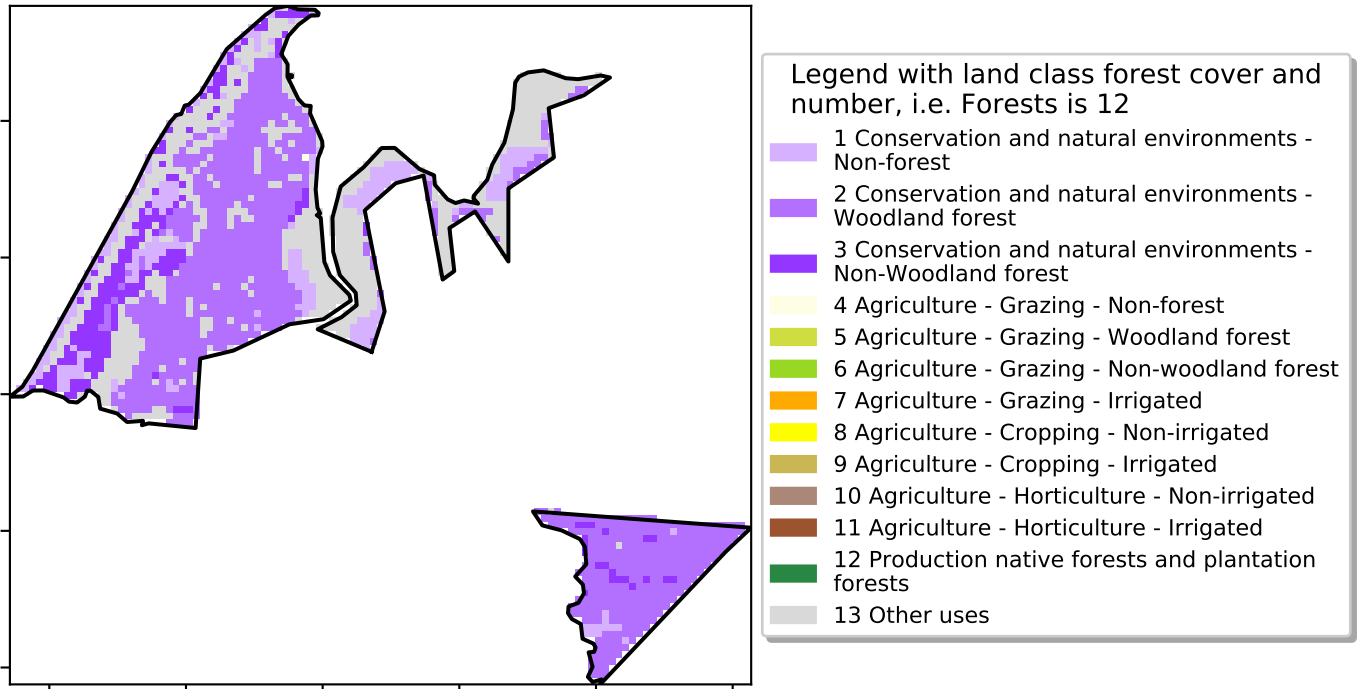 Legend with land class forest cover and
number, i.e. Forests is 12
1 Conservation and natural environments -
Non-forest
2 Conservation and natural environments -
Woodland forest
3 Conservation and natural environments -
Non-Woodland forest
4 Agriculture - Grazing - Non-forest
5 Agriculture - Grazing - Woodland forest
6 Agriculture - Grazing - Non-woodland forest
7 Agriculture - Grazing - Irrigated
8 Agriculture - Cropping - Non-irrigated
9 Agriculture - Cropping - Irrigated
10 Agriculture - Horticulture - Non-irrigated
11 Agriculture - Horticulture - Irrigated
12 Production native forests and plantation
forests
13 Other uses